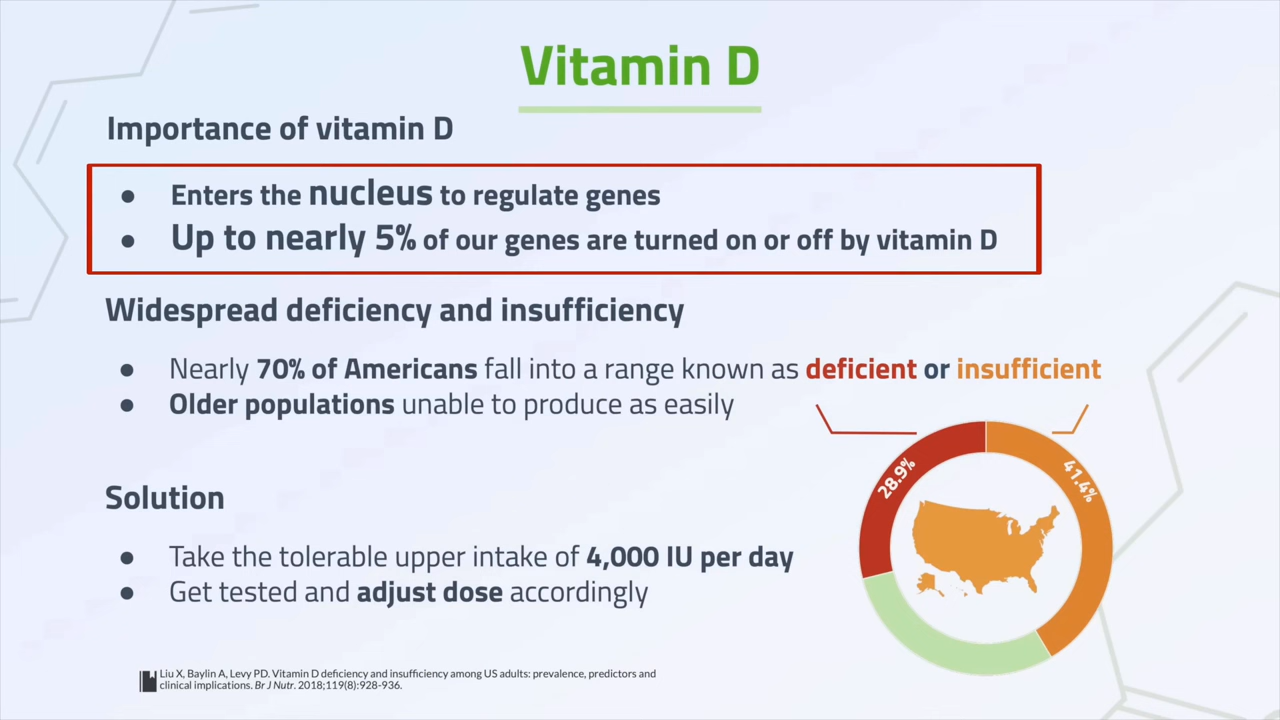 Vitamin D
Importance of vitamin D
● Enters the nucleus to regulate genes
● Up to nearly 5% of our genes are turned on or off by vitamin D
Widespread deficiency and insufficiency
● Nearly 70% of Americans fall into a range known as deficient or insufficient
● Older populations unable to produce as easily
28.9%
41.4%
Solution
● Take the tolerable upper intake of 4,000 IU per day
● Get tested and adjust dose accordingly
Liu X, Baylin A, Levy PD. Vitamin D deficiency and insufficiency among US adults: prevalence, predictors and
clinical implications. Br J Nutr. 2018;119(8):928-936.